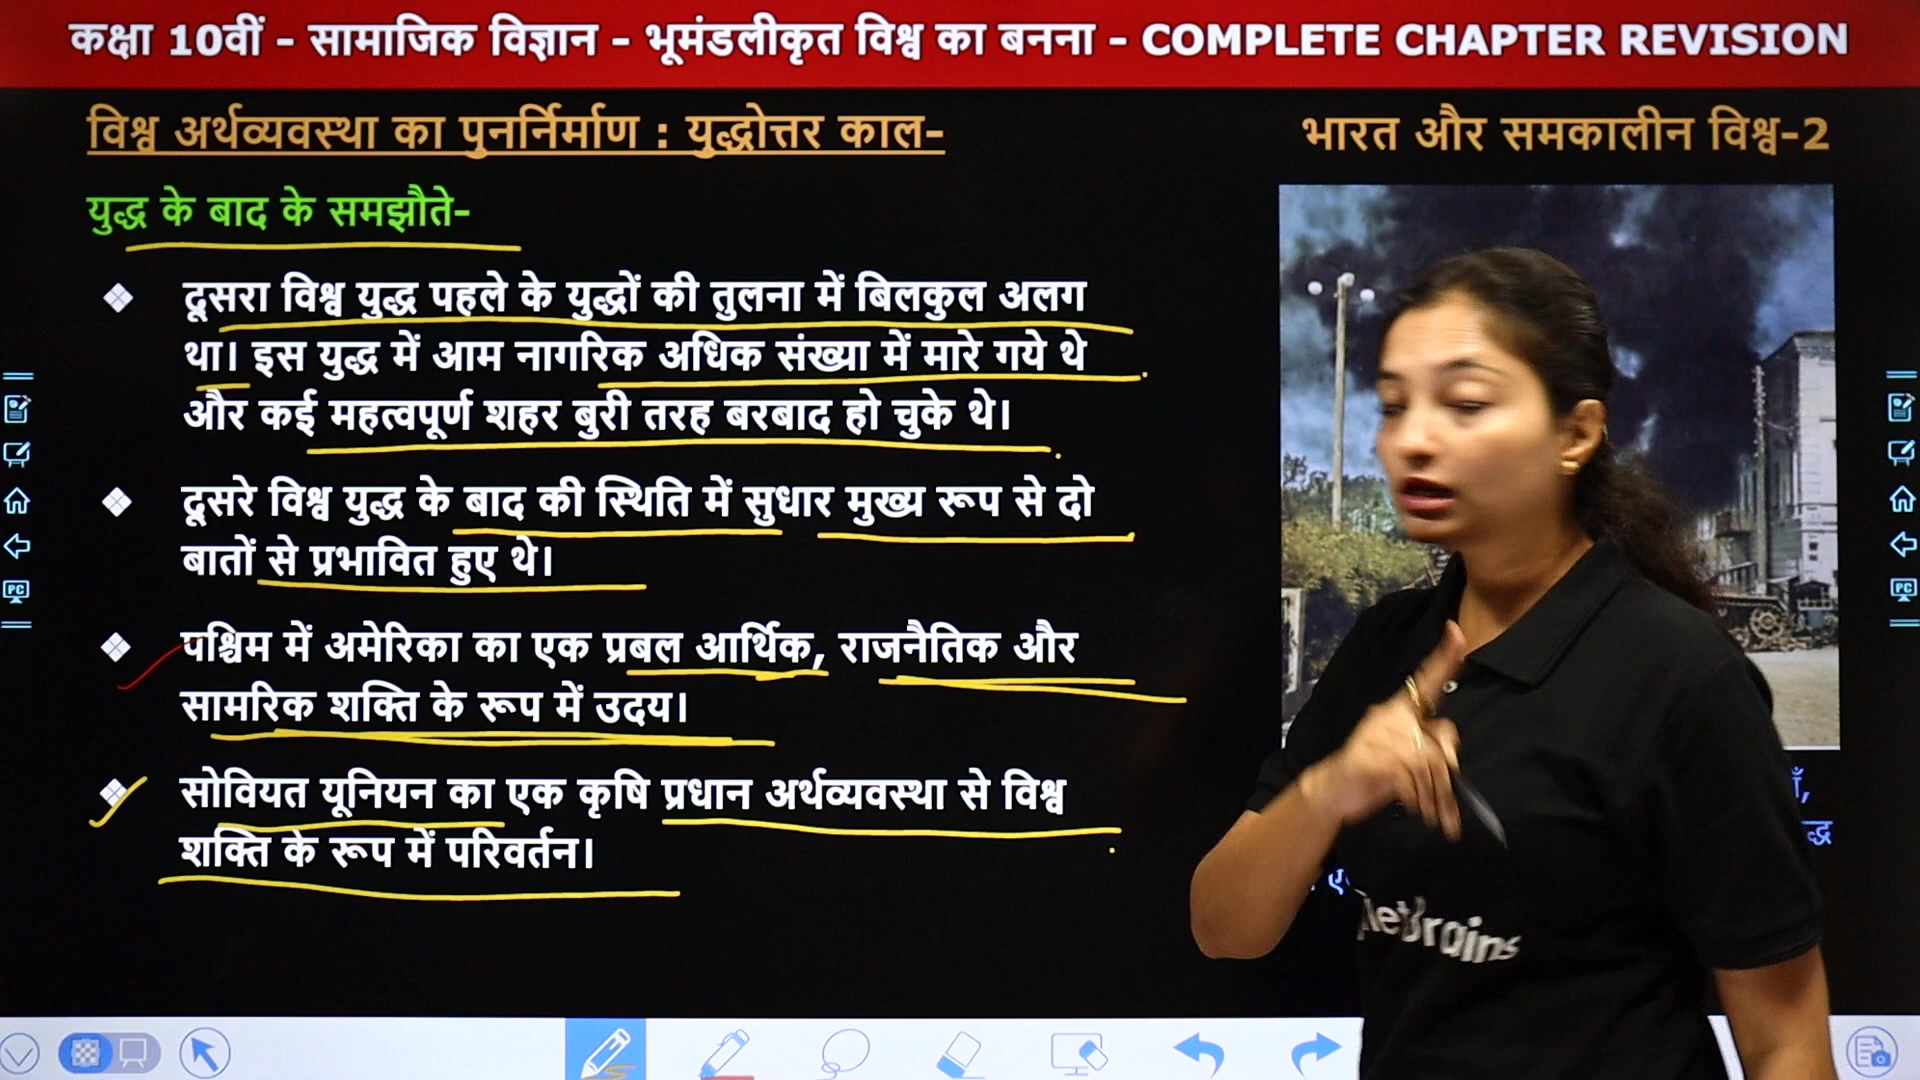 कक्षा 10वीं - सामाजिक विज्ञान - भूमंडलीकृत विश्व का बनना - COMPLETE CHAPTER REVISION
विश्व अर्थव्यवस्था का पुनर्निर्माण : युद्धोत्तर काल-
भारत और समकालीन विश्व-2
युद्ध के बाद के समझौते-
दूसरा विश्व युद्ध पहले के युद्धों की तुलना में बिलकुल अलग
था। इस युद्ध में आम नागरिक अधिक संख्या में मारे गये थे
और कई महत्वपूर्ण शहर बुरी तरह बरबाद हो चुके थे।
दूसरे विश्व युद्ध के बाद की स्थिति में सुधार मुख्य रूप से दो
बातों से प्रभावित हुए थे।
पश्चिम में अमेरिका का एक प्रबल आर्थिक, राजनैतिक और
सामरिक शक्ति के रूप में उदय।
सोवियत यूनियन का एक कृषि प्रधान अर्थव्यवस्था से विश्व
शक्ति के रूप में परिवर्तन।
PC
PC